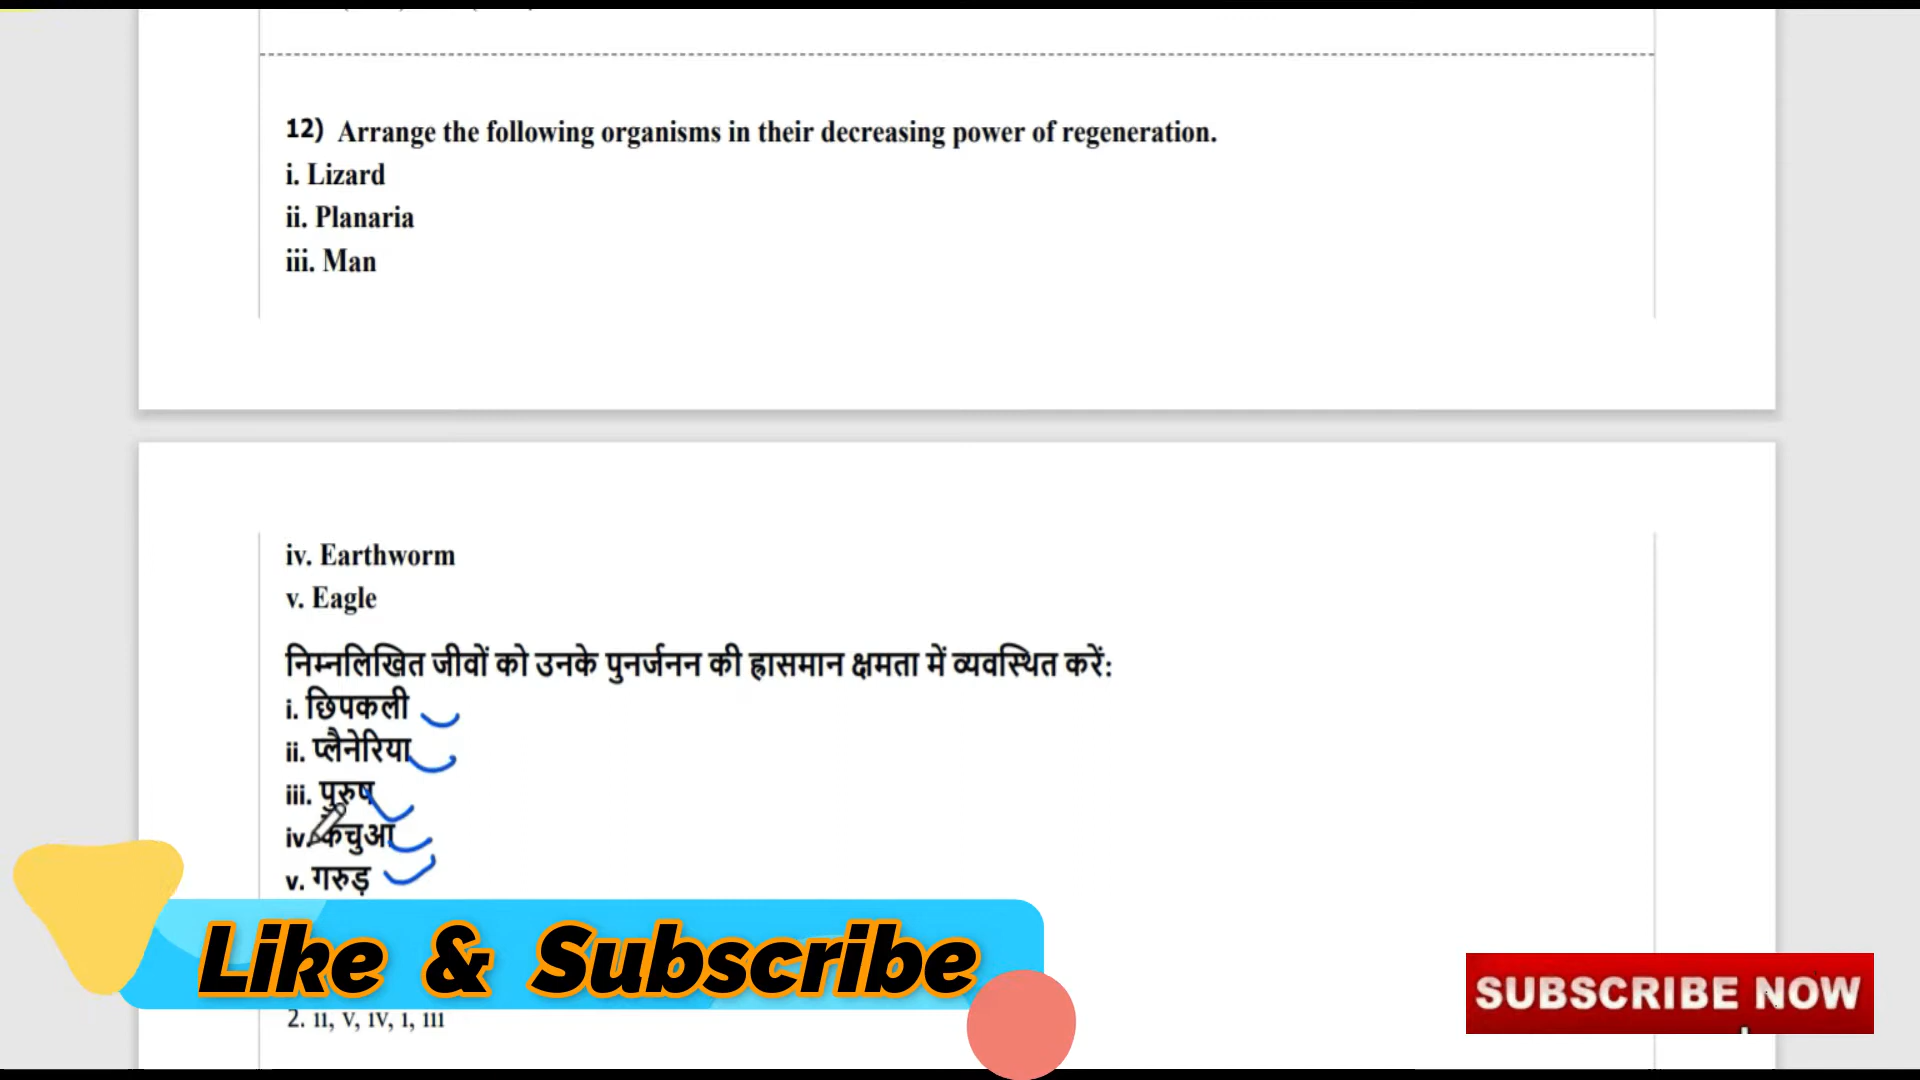 12) Arrange the following organisms in their decreasing power of regeneration.
i. Lizard
ii. Planaria
iii. Man
iv. Earthworm
v. Eagle
निम्नलिखित जीवों को उनके पुनर्जनन की ह्रासमान क्षमता में व्यवस्थित करें:
i. छिपकली
ii. प्लैनेरिया
iii. पुरुष
iv. केंचुआ
v. गरुड़
Like & Subscribe
SUBSCRIBE NOW
2. ii, v, iv, i, iii